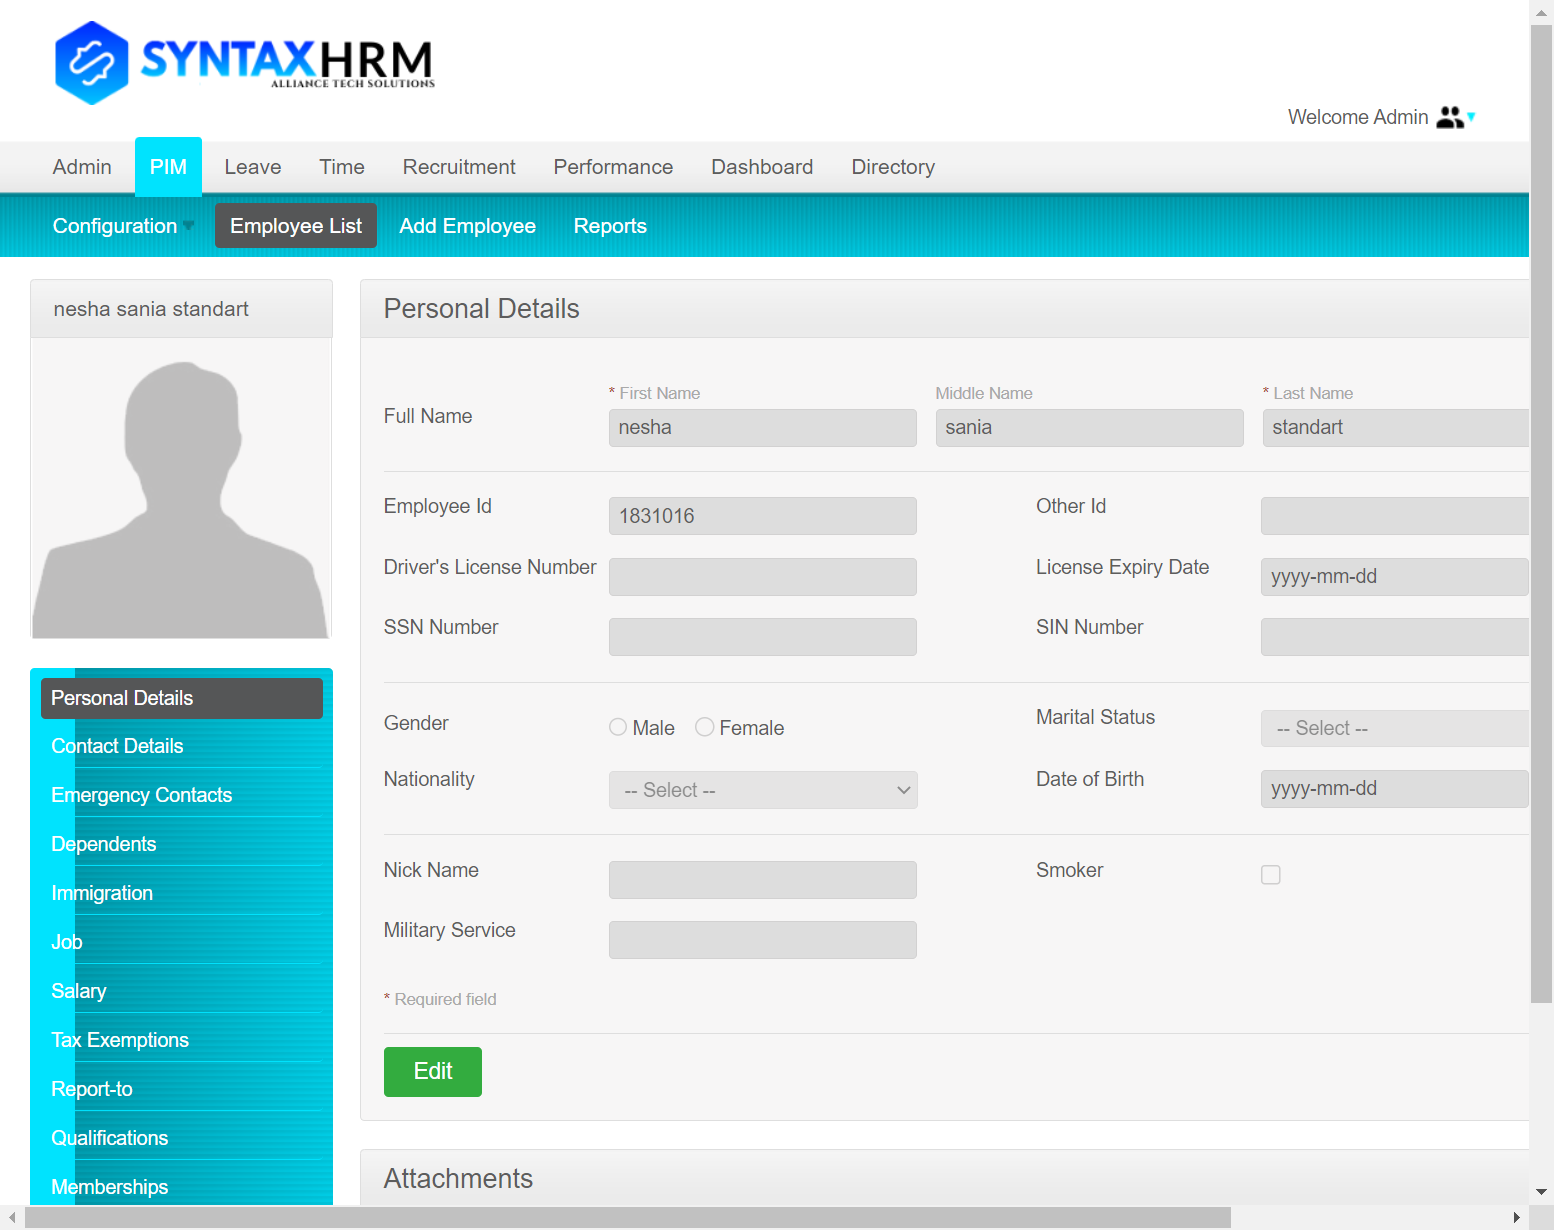 SYNTAXHRM
ALLIANCE TECH SOLUTIONS
Welcome Admin
Admin PIM Leave Time Recruitment Performance Dashboard Directory
Configuration Employee List Add Employee Reports
nesha sania standart
Personal Details
Contact Details
Emergency Contacts
Dependents
Immigration
Job
Salary
Tax Exemptions
Report-to
Qualifications
Memberships
Personal Details
* First Name Middle Name * Last Name
Full Name nesha sania standart
Employee Id 1831016 Other Id
Driver's License Number License Expiry Date yyyy-mm-dd
SSN Number SIN Number
Gender Male Female Marital Status -- Select --
Nationality -- Select -- Date of Birth yyyy-mm-dd
Nick Name Smoker
Military Service
* Required field
Edit
Attachments